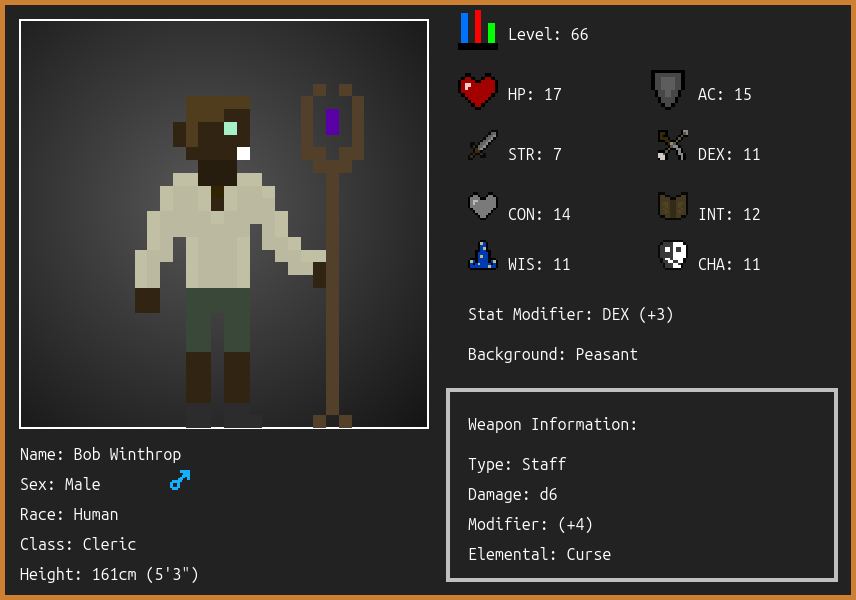 Level: 66
HP: 17
AC: 15
STR: 7
DEX: 11
CON: 14
INT: 12
WIS: 11
CHA: 11
Stat Modifier: DEX (+3)
Background: Peasant
Weapon Information:
Type: Staff
Damage: d6
Modifier: (+4)
Elemental: Curse
Name: Bob Winthrop
Sex: Male
Race: Human
Class: Cleric
Height: 161cm (5'3")